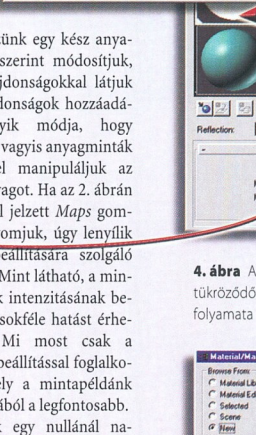 ünk egy kész anya-
szerint módosítjuk,
jdonságokkal látjuk
donságok hozzáadá-
yik módja, hogy
vagyis anyagminták
el manipuláljuk az
yagot. Ha az 2. ábrán
l jelzett Maps gom-
yomjuk, úgy lenyílik
beállítására szolgáló
Mint látható, a min-
k intenzitásának be-
sokféle hatást érhe-
Mi most csak a
beállítással foglalko-
ely a mintapéldánk
ából a legfontosabb.
k egy nullánál na-
Reflection:
4. ábra A
tükröződő
folyamata
Material/Ma
Browse From:
Material Lib
Material Edi
Selected
Scene
New